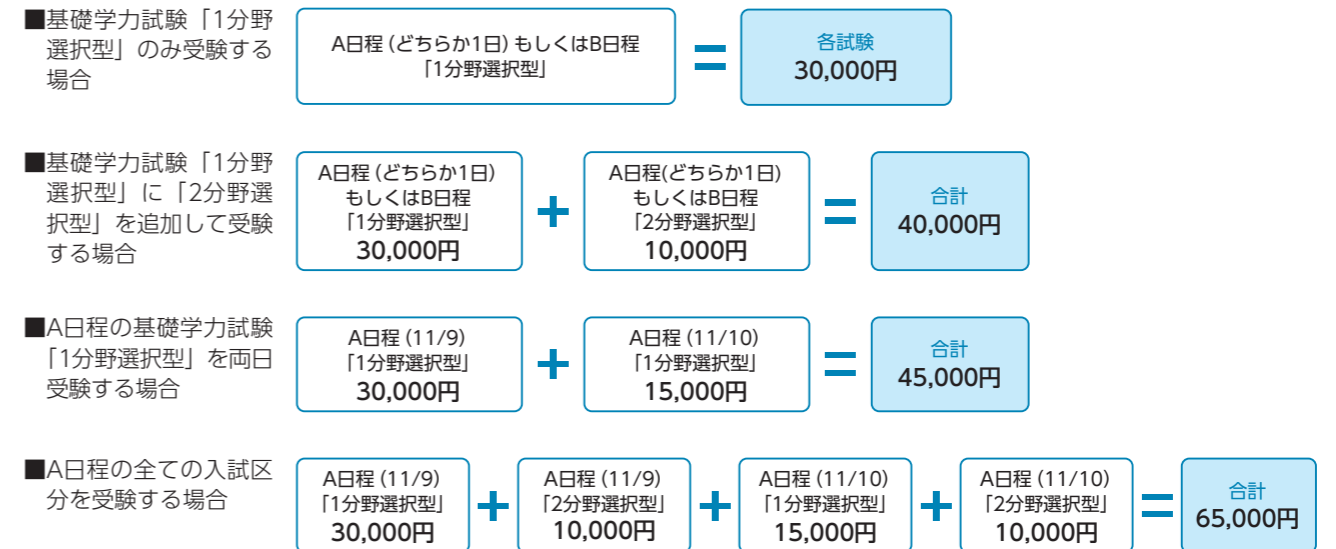 ■基礎学力試験「1分野
選択型」のみ受験する
場合
A日程（どちらか1日）もしくはB日程
「1分野選択型」
=
各試験
30,000円
■基礎学力試験「1分野
選択型」に「2分野選
択型」を追加して受験
する場合
A日程（どちらか1日）
もしくはB日程
「1分野選択型」
30,000円
+
A日程(どちらか1日)
もしくはB日程
「2分野選択型」
10,000円
=
合計
40,000円
■A日程の基礎学力試験
「1分野選択型」を両日
受験する場合
A日程（11/9）
「1分野選択型」
30,000円
+
A日程（11/10）
「1分野選択型」
15,000円
=
合計
45,000円
■A日程の全ての入試区
分を受験する場合
A日程（11/9）
「1分野選択型」
30,000円
+
A日程（11/9）
「2分野選択型」
10,000円
+
A日程（11/10）
「1分野選択型」
15,000円
+
A日程（11/10）
「2分野選択型」
10,000円
=
合計
65,000円